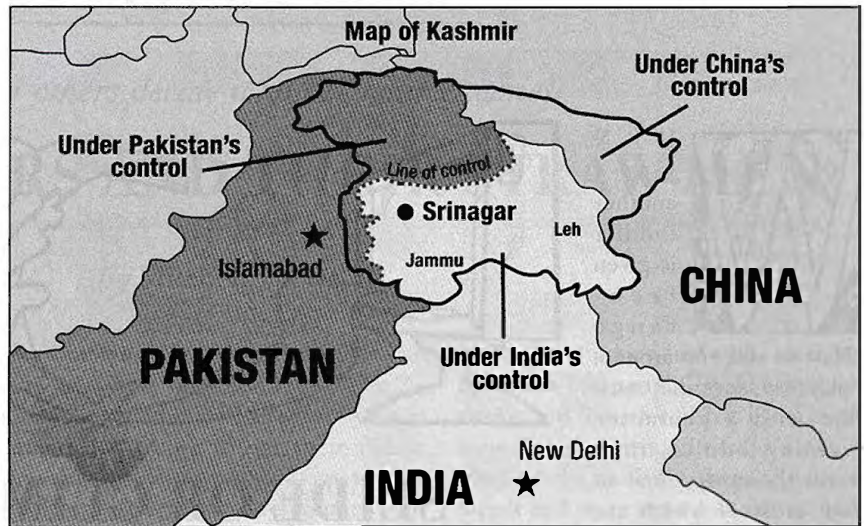 Map of Kashmir
Under China's
control
Under Pakistan's
control
Line of control
Srinagar
Leh
Islamabad
Jammu
CHINA
PAKISTAN
Under India's
control
New Delhi
INDIA